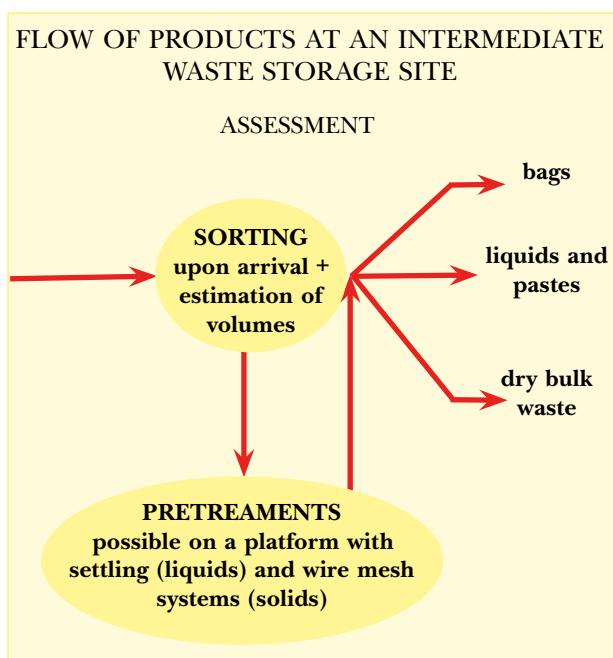 FLOW OF PRODUCTS AT AN INTERMEDIATE
WASTE STORAGE SITE
ASSESSMENT
bags
SORTING
upon arrival +
estimation of
volumes
liquids and
pastes
dry bulk
waste
PRETREAMENTS
possible on a platform with
settling (liquids) and wire mesh
systems (solids)